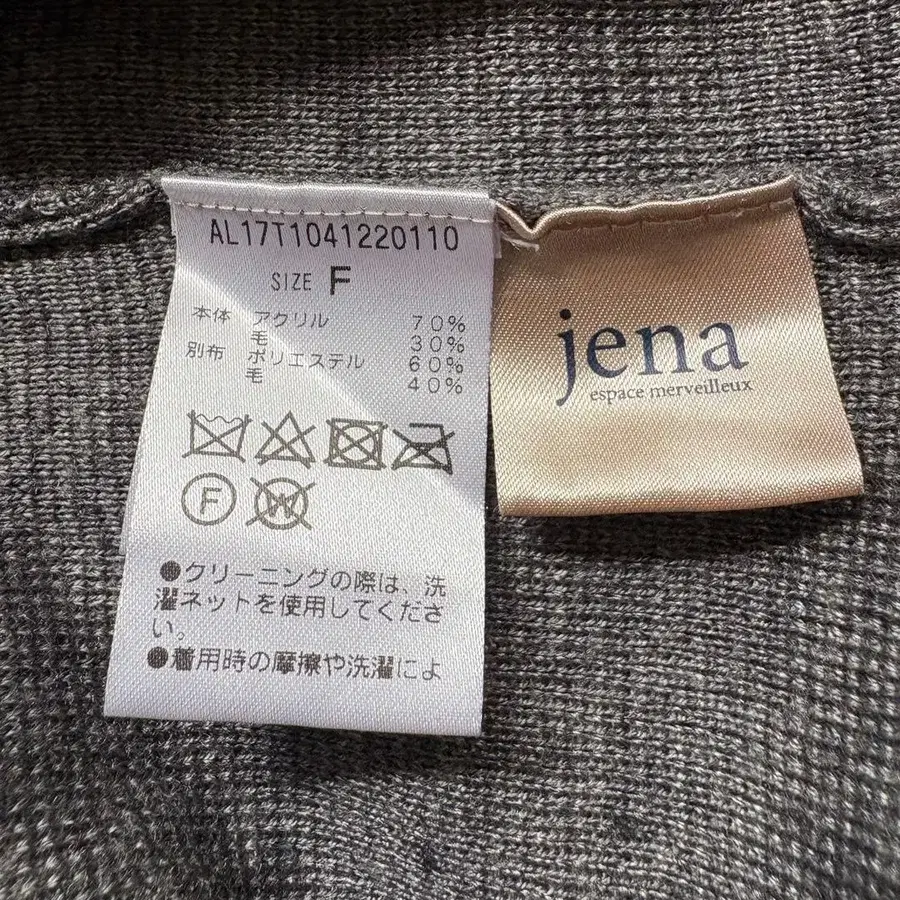 AL17T1041220110
SIZE F
本体 アクリル 70%
毛 30%
別布 ポリエステル 60%
毛 40%
F
W
●クリーニングの際は、洗
濯ネットを使用してくださ
い。
●着用時の摩擦や洗濯によ
jena
espace merveilleux